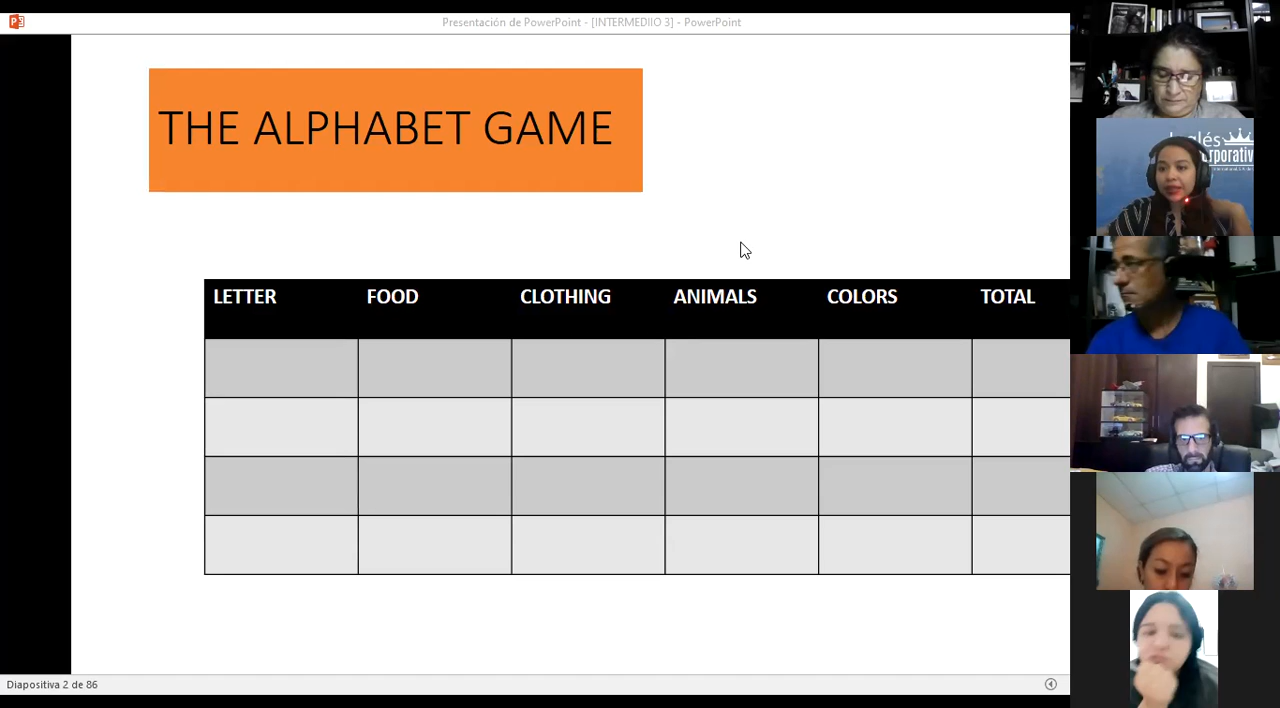 Presentación de PowerPoint - [INTERMEDIIO 3] - PowerPoint
THE ALPHABET GAME
LETTER FOOD CLOTHING ANIMALS COLORS TOTAL
Inglés
Diapositiva 2 de 86